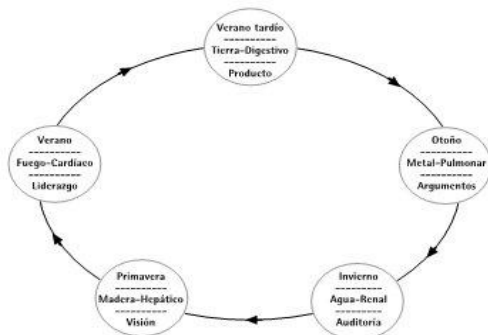 Verano tardío
Tierra-Digestivo
Producto
Verano
Fuego-Cardíaco
Liderazgo
Otoño
Metal-Pulmonar
Argumentos
Primavera
Madera-Hepático
Visión
Invierno
Agua-Renal
Auditoría